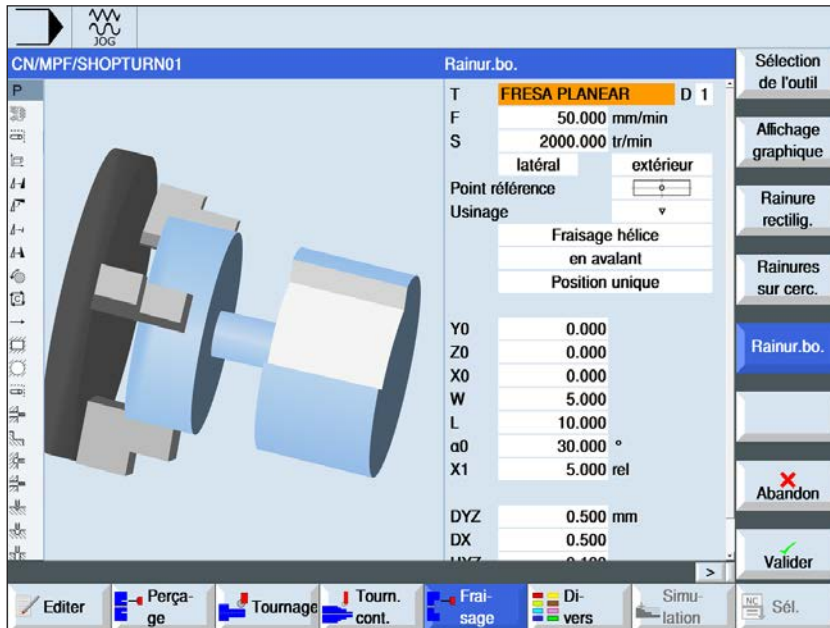 JOG
CN/MPF/SHOPTURN01
Rainur.bo.
P
T FRESA PLANEAR D 1
F 50.000 mm/min
S 2000.000 tr/min
latéral extérieur
Point référence
Usinage
Fraisage hélice
en avalant
Position unique
Y0 0.000
Z0 0.000
X0 0.000
W 5.000
L 10.000
α0 30.000 °
X1 5.000 rel
DYZ 0.500 mm
DX 0.500
>
Sélection
de l'outil
Affichage
graphique
Rainure
rectilig.
Rainures
sur cerc.
Rainur.bo.
Abandon
Valider
Editer
Perça-
ge
Tournage
Tourn.
cont.
Frai-
sage
Di-
vers
Simu-
lation
NC
Sél.